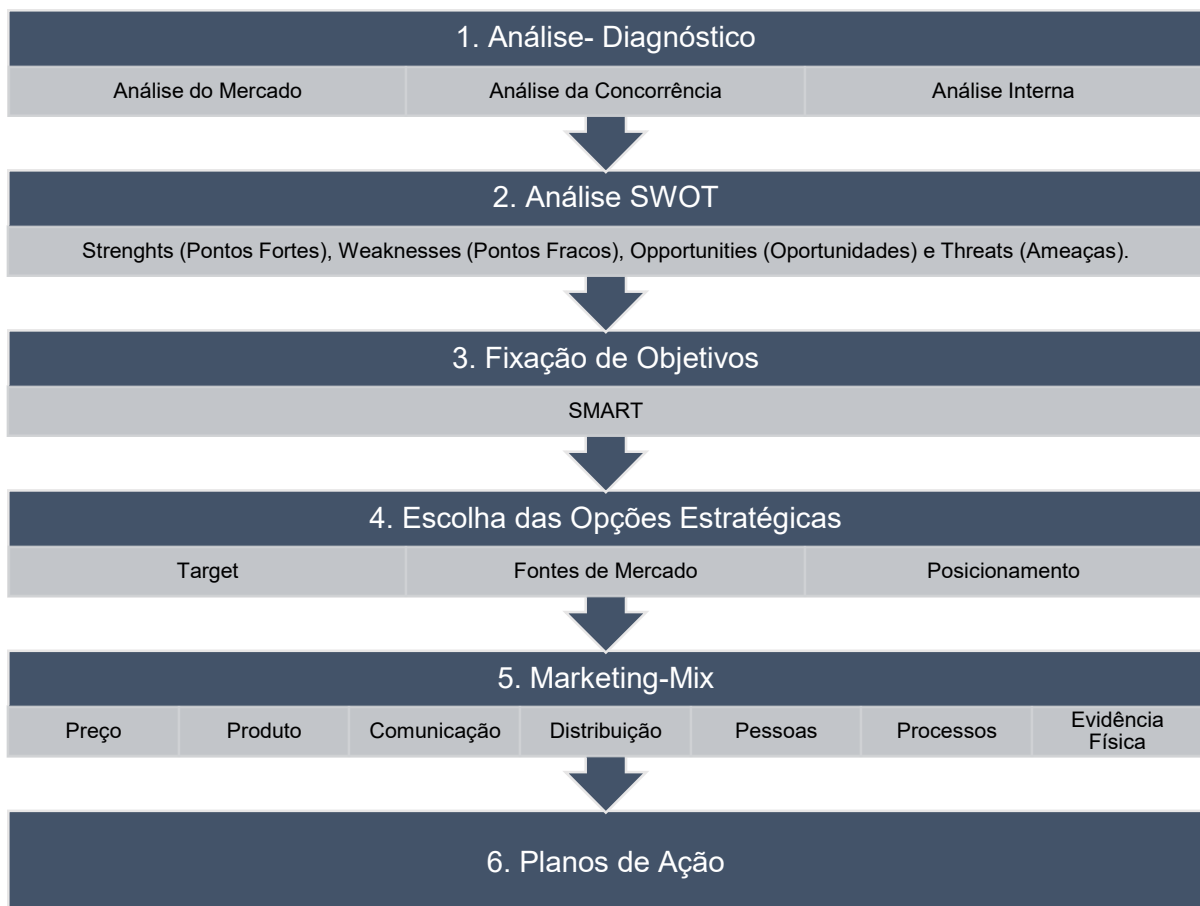 1. Análise- Diagnóstico
Análise do Mercado
Análise da Concorrência
Análise Interna
2. Análise SWOT
Strenghts (Pontos Fortes), Weaknesses (Pontos Fracos), Opportunities (Oportunidades) e Threats (Ameaças).
3. Fixação de Objetivos
SMART
4. Escolha das Opções Estratégicas
Target
Fontes de Mercado
Posicionamento
5. Marketing-Mix
Preço
Produto
Comunicação
Distribuição
Pessoas
Processos
Evidência
Física
6. Planos de Ação